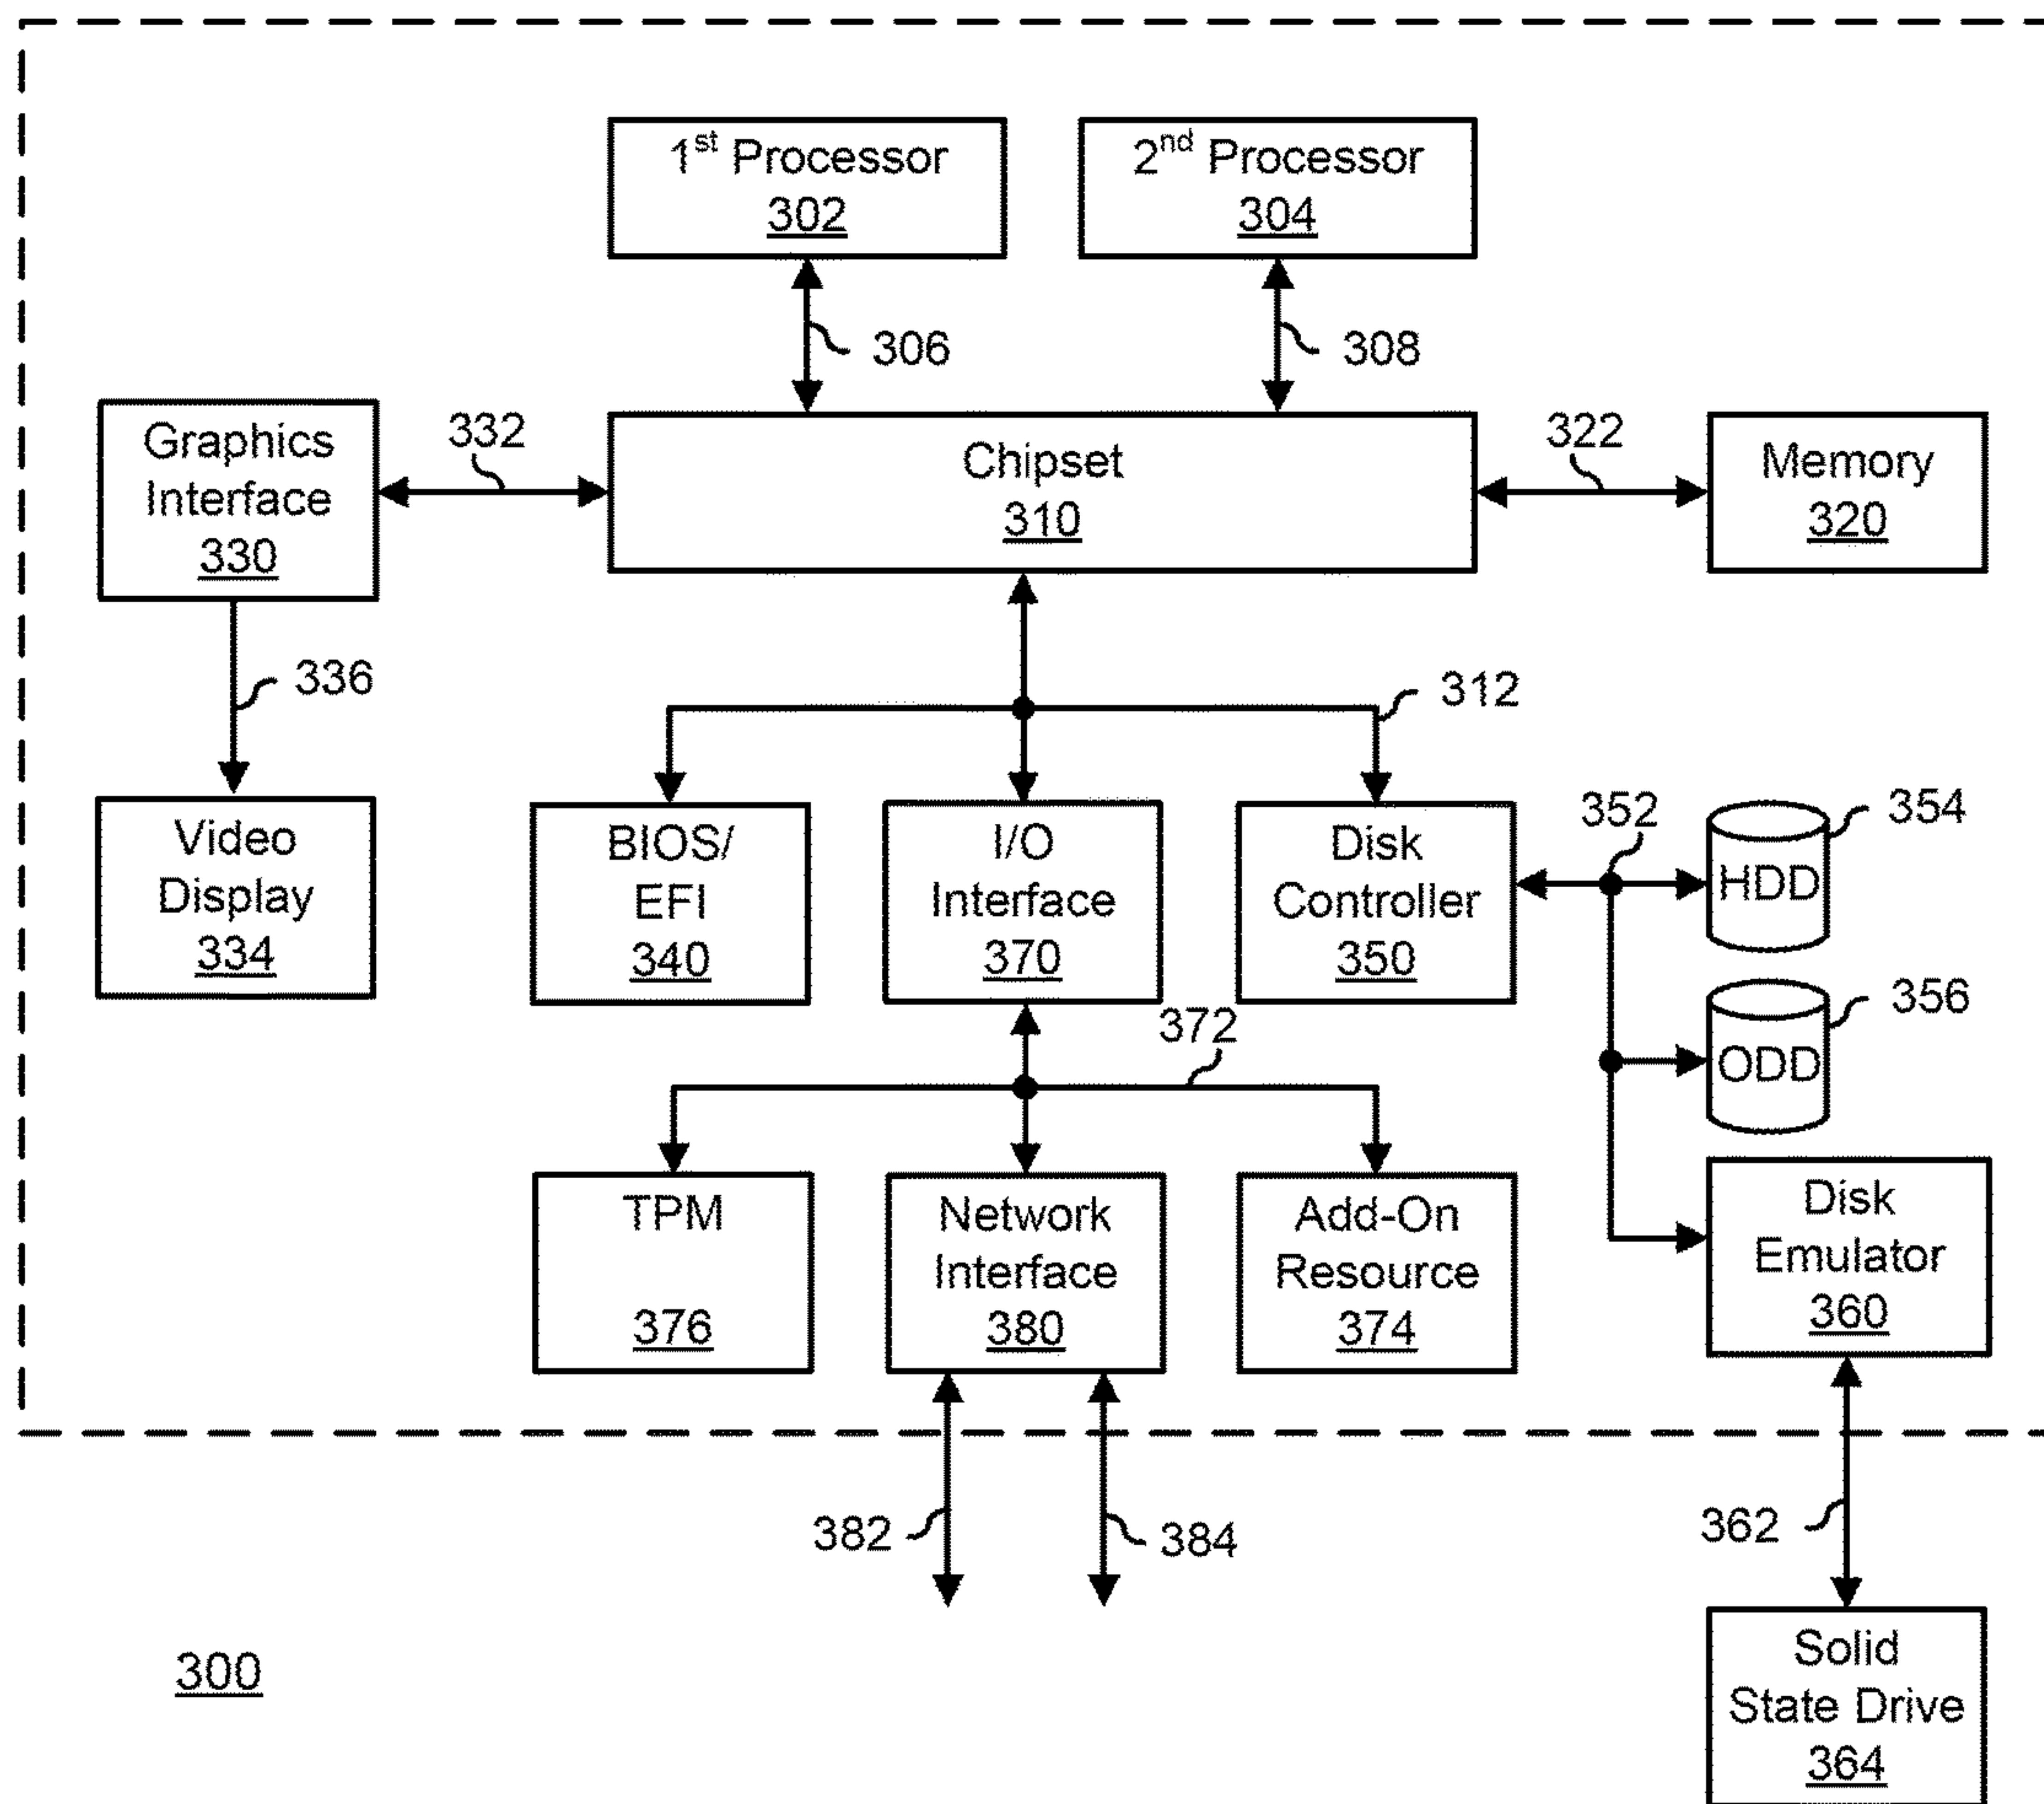 1st Processor
302
2nd Processor
304
306
308
Graphics
Interface
330
332
Chipset
310
322
Memory
320
336
312
Video
Display
334
BIOS/
EFI
340
I/O
Interface
370
Disk
Controller
350
352
354
HDD
356
ODD
372
TPM
376
Network
Interface
380
Add-On
Resource
374
Disk
Emulator
360
382
384
362
300
Solid
State Drive
364